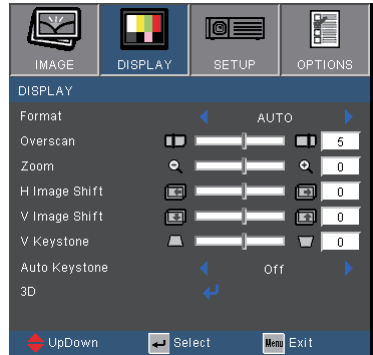 IMAGE DISPLAY SETUP OPTIONS
DISPLAY
Format AUTO
Overscan 5
Zoom 0
H Image Shift 0
V Image Shift 0
V Keystone 0
Auto Keystone Off
3D
UpDown Select Menu Exit